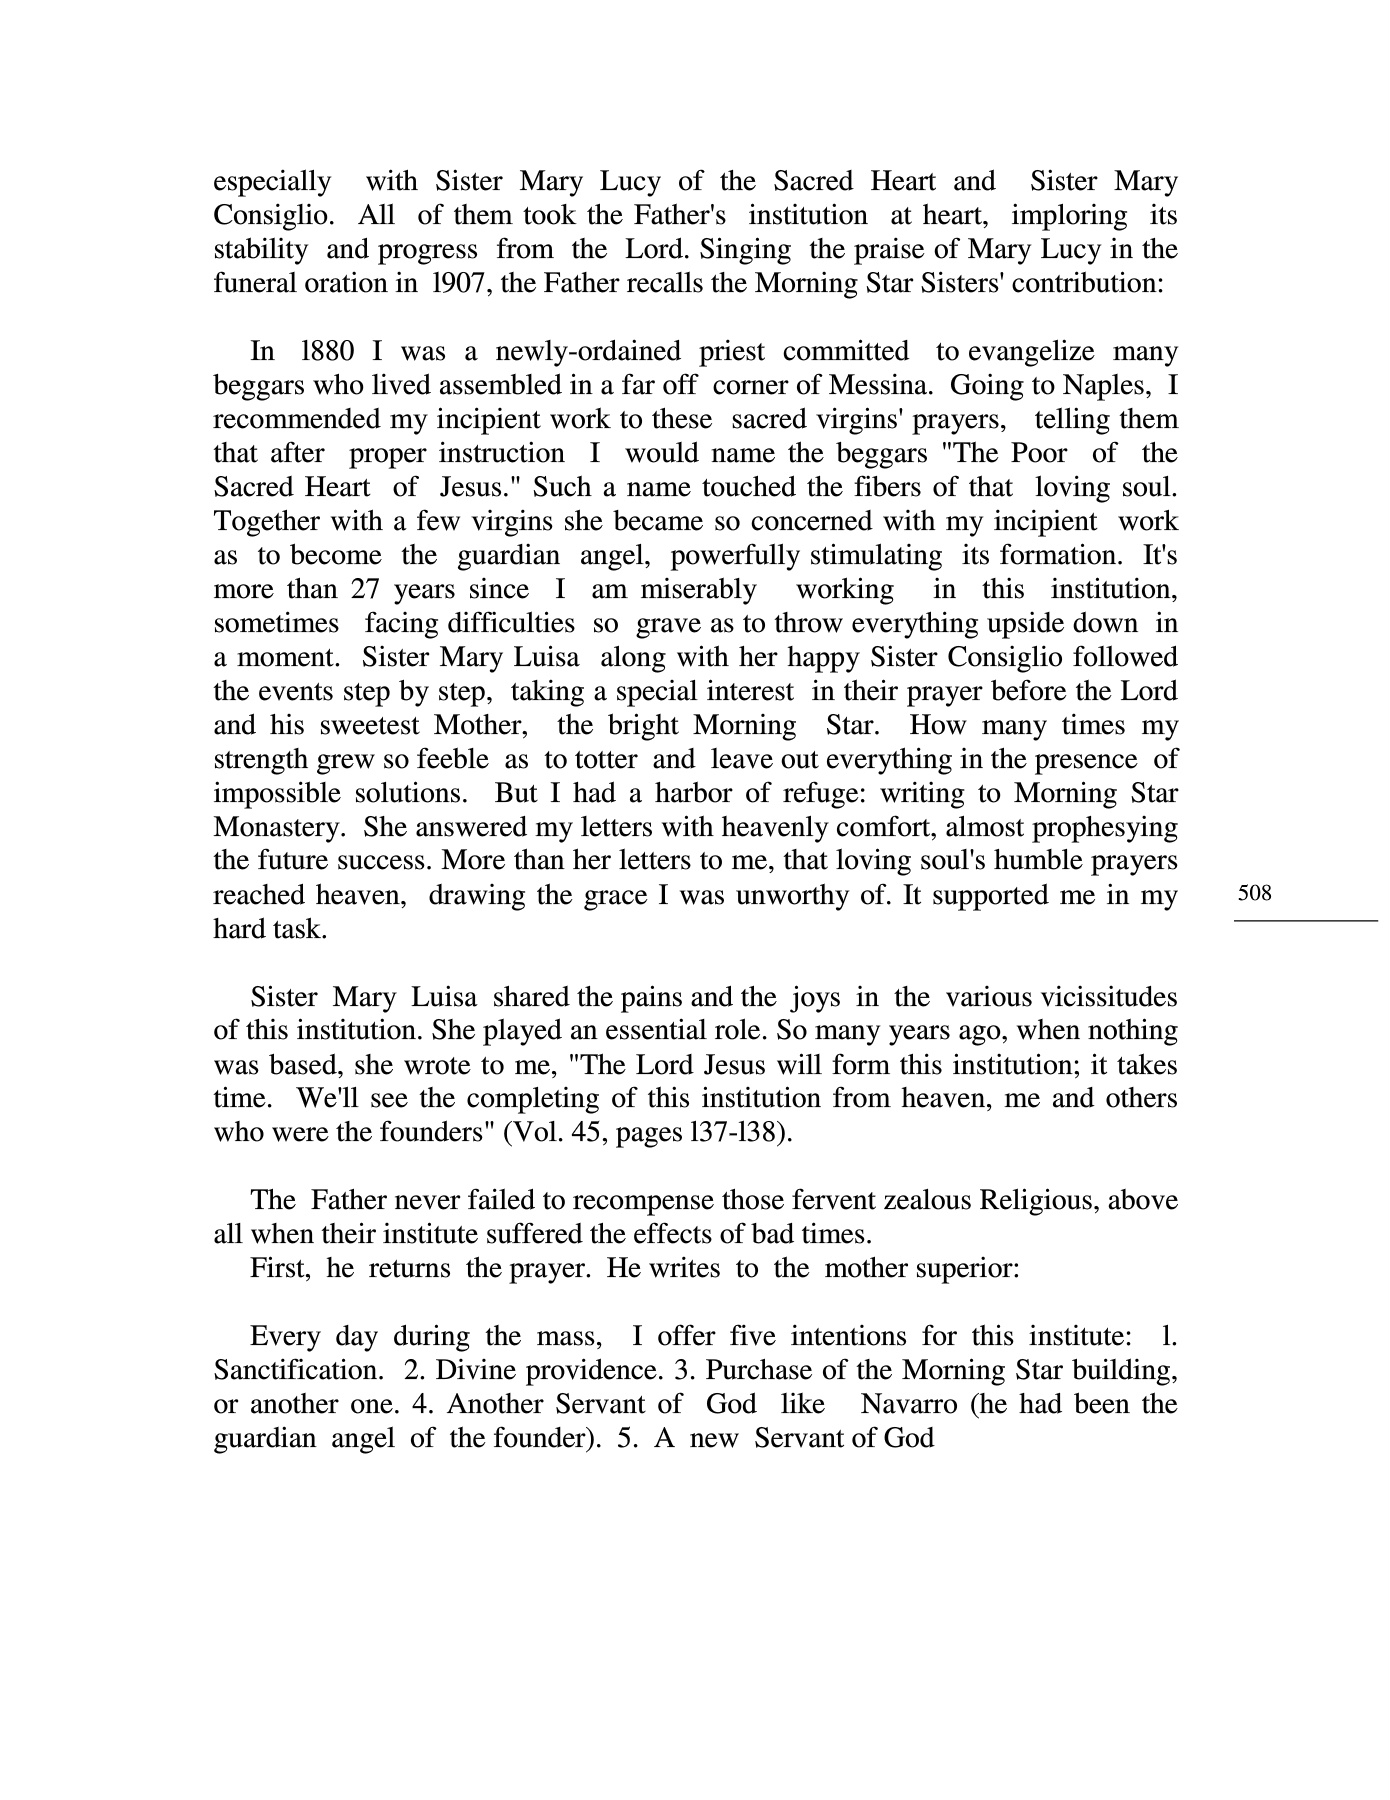 especially with Sister Mary Lucy of the Sacred Heart and Sister Mary
Consiglio. All of them took the Father's institution at heart, imploring its
stability and progress from the Lord. Singing the praise of Mary Lucy in the
funeral oration in l907, the Father recalls the Morning Star Sisters' contribution:
In 1880 I was a newly-ordained priest committed to evangelize many
beggars who lived assembled in a far off corner of Messina. Going to Naples, I
recommended my incipient work to these sacred virgins' prayers, telling them
that after proper instruction I would name the beggars "The Poor of the
Sacred Heart of Jesus." Such a name touched the fibers of that loving soul.
Together with a few virgins she became so concerned with my incipient work
as to become the guardian angel, powerfully stimulating its formation. It's
more than 27 years since I am miserably working in this institution,
sometimes facing difficulties so grave as to throw everything upside down in
a moment. Sister Mary Luisa along with her happy Sister Consiglio followed
the events step by step, taking a special interest in their prayer before the Lord
and his sweetest Mother, the bright Morning Star. How many times my
strength grew so feeble as to totter and leave out everything in the presence of
impossible solutions. But I had a harbor of refuge: writing to Morning Star
Monastery. She answered my letters with heavenly comfort, almost prophesying
the future success. More than her letters to me, that loving soul's humble prayers
reached heaven, drawing the grace I was unworthy of. It supported me in my
hard task.
508
Sister Mary Luisa shared the pains and the joys in the various vicissitudes
of this institution. She played an essential role. So many years ago, when nothing
was based, she wrote to me, "The Lord Jesus will form this institution; it takes
time. We'll see the completing of this institution from heaven, me and others
who were the founders" (Vol. 45, pages l37-l38).
The Father never failed to recompense those fervent zealous Religious, above
all when their institute suffered the effects of bad times.
First, he returns the prayer. He writes to the mother superior:
Every day during the mass, I offer five intentions for this institute: l.
Sanctification. 2. Divine providence. 3. Purchase of the Morning Star building,
or another one. 4. Another Servant of God like Navarro (he had been the
guardian angel of the founder). 5. A new Servant of God